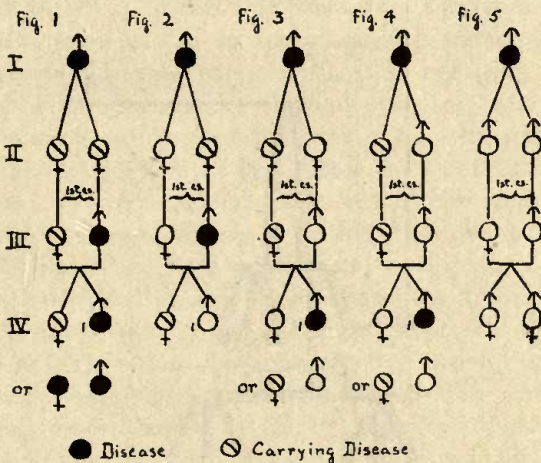 Fig. 1 Fig. 2 Fig. 3 Fig. 4 Fig. 5
I
II
1st. cs. 1st. cs. 1st. cs. 1st. cs. 1st. cs.
III
IV 1 1 1 1
or or or
Disease Carrying Disease